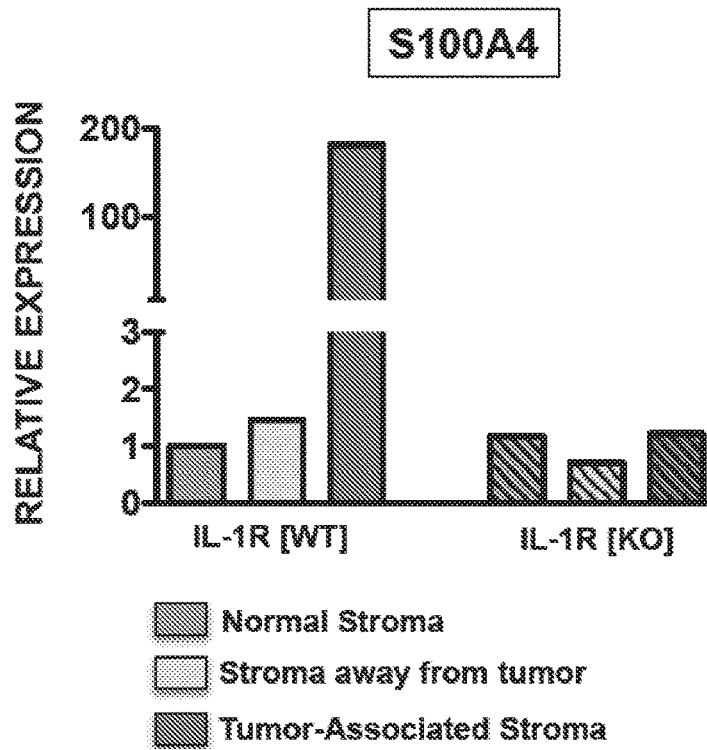 S100A4
RELATIVE EXPRESSION
200
100
3
2
1
0
IL-1R [WT]
IL-1R [KO]
Normal Stroma
Stroma away from tumor
Tumor-Associated Stroma